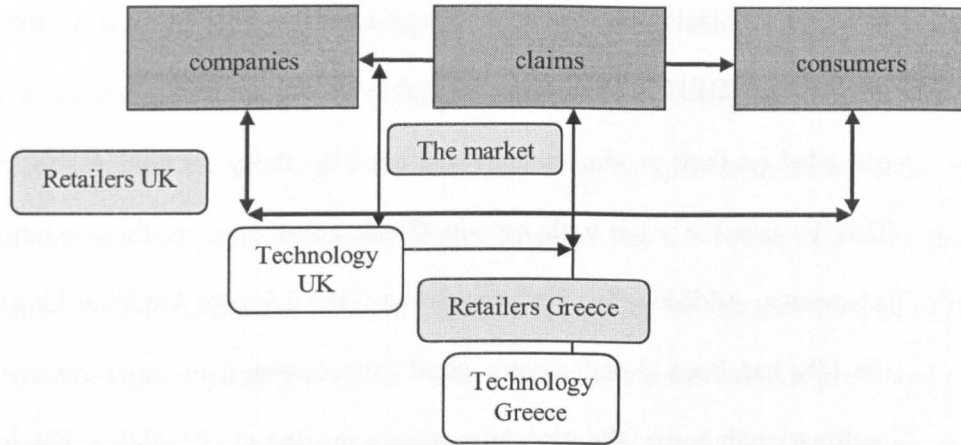 companies
claims
consumers
The market
Retailers UK
Technology
UK
Retailers Greece
Technology
Greece